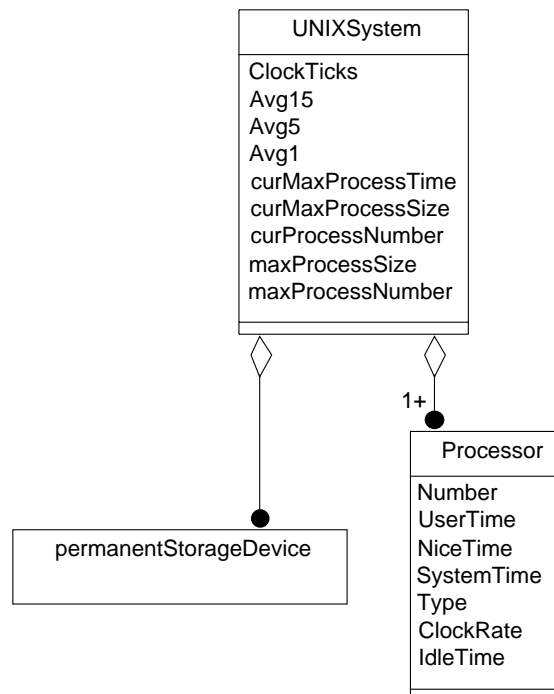 UNIXSystem
ClockTicks
Avg15
Avg5
Avg1
curMaxProcessTime
curMaxProcessSize
curProcessNumber
maxProcessSize
maxProcessNumber
1+
permanentStorageDevice
Processor
Number
UserTime
NiceTime
SystemTime
Type
ClockRate
IdleTime